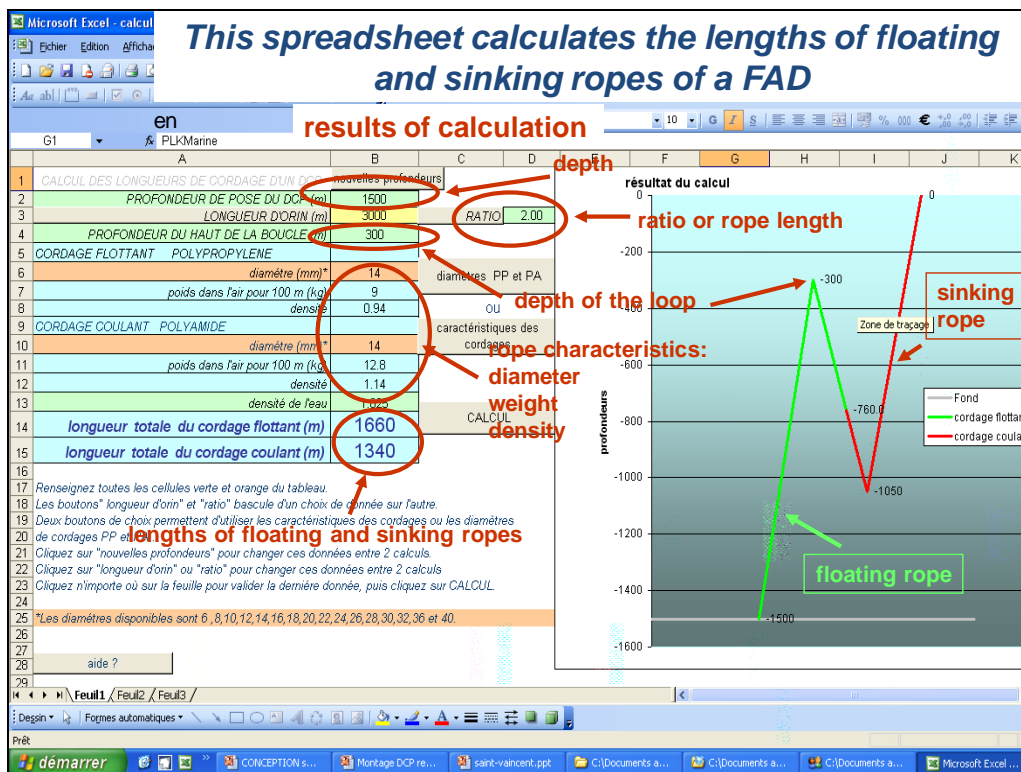 Microsoft Excel - calcul
This spreadsheet calculates the lengths of floating
and sinking ropes of a FAD
Fichier Edition Afficha
en
results of calculation
10 G I S 000 €
G1 fx PLKMarine
A B C D E F G H I J K
1 CALCUL DES LONGUEURS DE CORDAGE D'UN DCP nouvelles profondeurs
depth
2 PROFONDEUR DE POSE DU DCP (m) 1500
3 LONGUEUR D'ORIN (m) 3000 RATIO 2.00
ratio or rope length
4 PROFONDEUR DU HAUT DE LA BOUCLE (m) 300
5 CORDAGE FLOTTANT POLYPROPYLENE
6 diamétre (mm)* 14 diamètres PP et PA
7 poids dans l'air pour 100 m (kg) 9
depth of the loop
8 densité 0.94 ou
9 CORDAGE COULANT POLYAMIDE caractéristiques des
10 diamétre (mm)* 14 cordages
rope characteristics:
diameter
weight
density
11 poids dans l'air pour 100 m (kg) 12.8
12 densité 1.14
13 densité de l'eau 1.025
14 longueur totale du cordage flottant (m) 1660 CALCUL
15 longueur totale du cordage coulant (m) 1340
16
17 Renseignez toutes les cellules verte et orange du tableau.
18 Les boutons" longueur d'orin" et "ratio" bascule d'un choix de donnée sur l'autre.
19 Deux boutons de choix permettent d'utiliser les caractéristiques des cordages ou les diamètres
20 de cordages PP et
lengths of floating and sinking ropes
21 Cliquez sur "nouvelles profondeurs" pour changer ces données entre 2 calculs.
22 Cliquez sur "longueur d'orin" ou "ratio" pour changer ces données entre 2 calculs
23 Cliquez n'importe où sur la feuille pour valider la dernière donnée, puis cliquez sur CALCUL.
24
25 *Les diamétres disponibles sont 6 ,8,10,12,14,16,18,20,22,24,26,28,30,32,36 et 40.
26
27
28 aide ?
29
résultat du calcul
0
-200
-400
-600
-800
-1000
-1200
-1400
-1600
profondeurs
0
-300
sinking
rope
Zone de traçage
-760.0
-1050
-1500
floating rope
Fond
cordage flottan
cordage coula
Feuil1 Feuil2 Feuil3
Dessin Formes automatiques
Prêt
démarrer CONCEPTION s... Montage DCP re... saint-vaincent.ppt C:\Documents a... C:\Documents a... C:\Documents a... Microsoft Excel ...